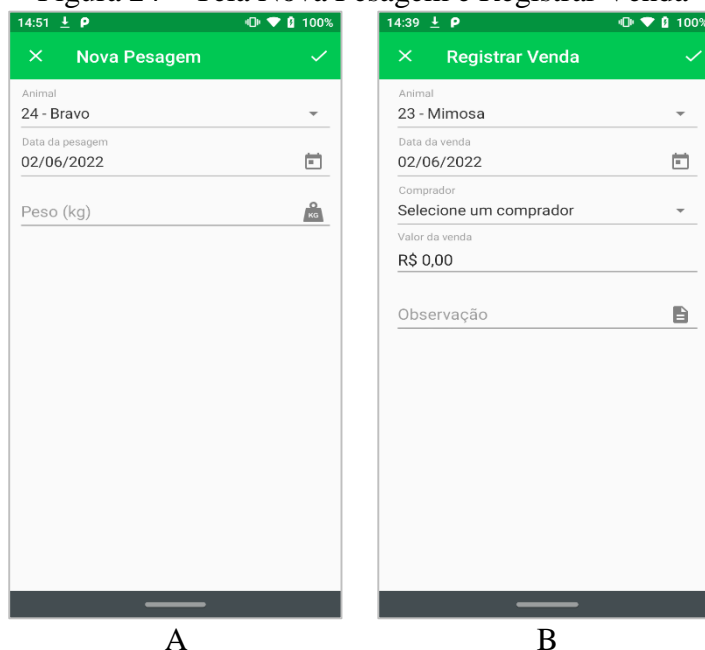 Figura 24 – Tela Nova Pesagem e Registrar Venda
14:51 100%
Nova Pesagem
Animal
24 - Bravo
Data da pesagem
02/06/2022
Peso (kg)
KG
A
14:39 100%
Registrar Venda
Animal
23 - Mimosa
Data da venda
02/06/2022
Comprador
Selecione um comprador
Valor da venda
R$ 0,00
Observação
B